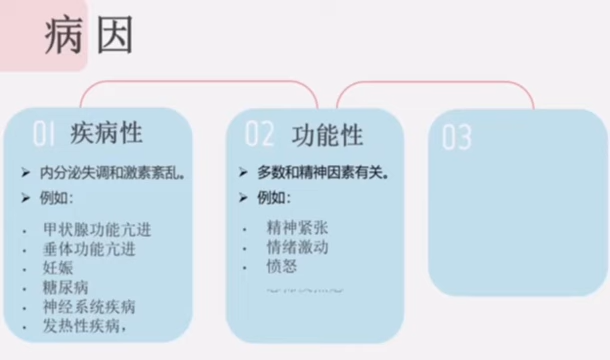 病因
01 疾病性
内分泌失调和激素紊乱。
例如：
甲状腺功能亢进
垂体功能亢进
妊娠
糖尿病
神经系统疾病
发热性疾病，
02 功能性
多数和精神因素有关。
例如：
精神紧张
情绪激动
愤怒
03